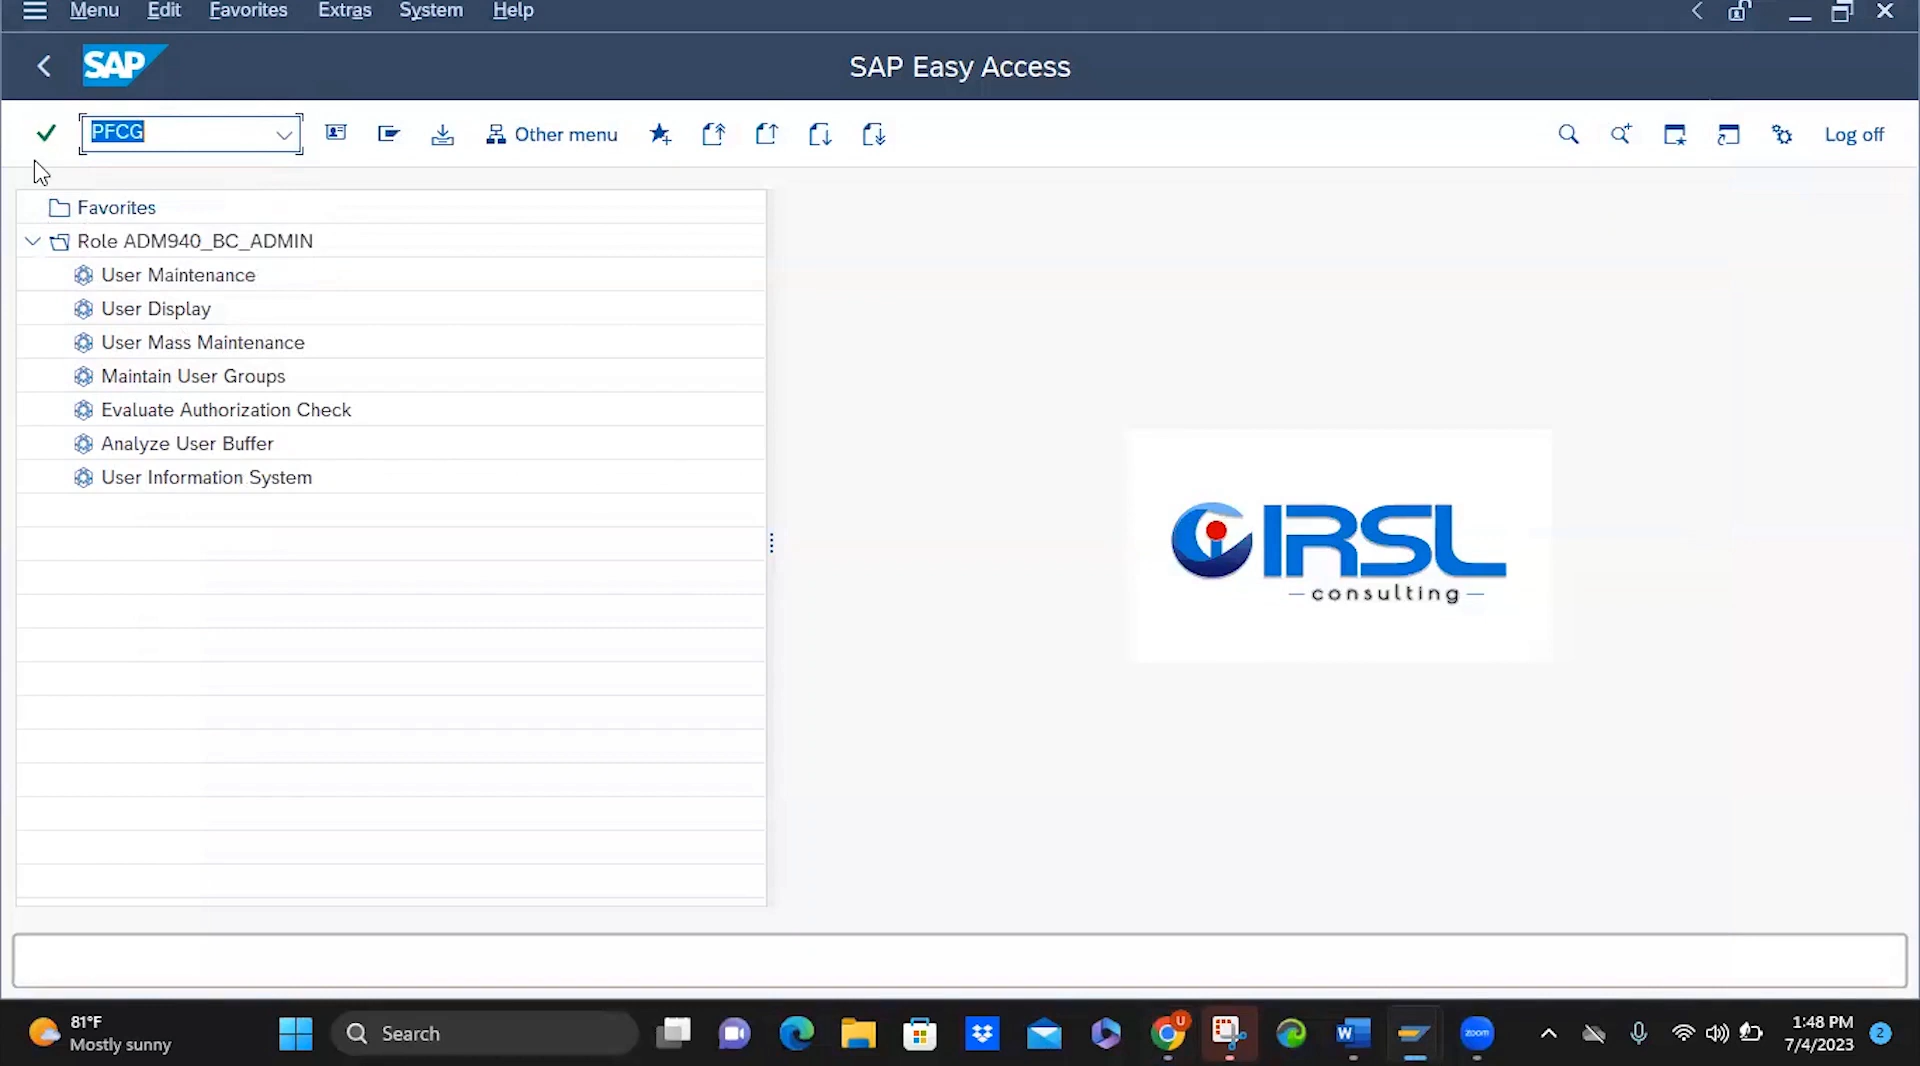 Menu Edit Favorites Extras System Help
SAP SAP Easy Access
PFCG Other menu Log off
Favorites
Role ADM940_BC_ADMIN
User Maintenance
User Display
User Mass Maintenance
Maintain User Groups
Evaluate Authorization Check
Analyze User Buffer
User Information System
IRSL
consulting
81°F
Mostly sunny
Search
U
W
zoom
1:48 PM
7/4/2023
2